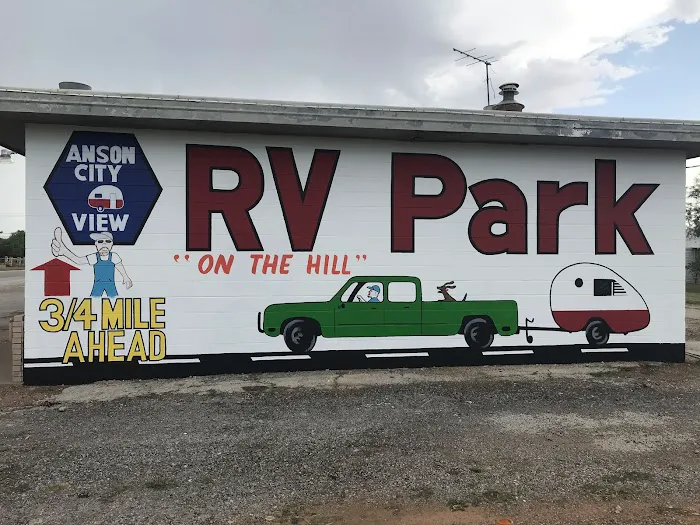 ANSON
CITY
VIEW
RV Park
"ON THE HILL"
3/4 MILE
AHEAD